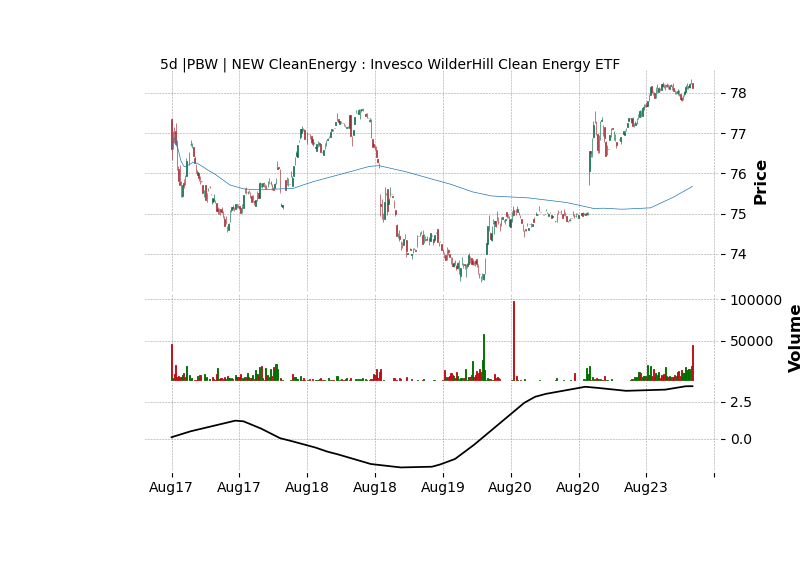 5d |PBW | NEW CleanEnergy : Invesco WilderHill Clean Energy ETF
78
77
76
75
74
Price
100000
50000
Volume
2.5
0.0
Aug17 Aug17 Aug18 Aug18 Aug19 Aug20 Aug20 Aug23